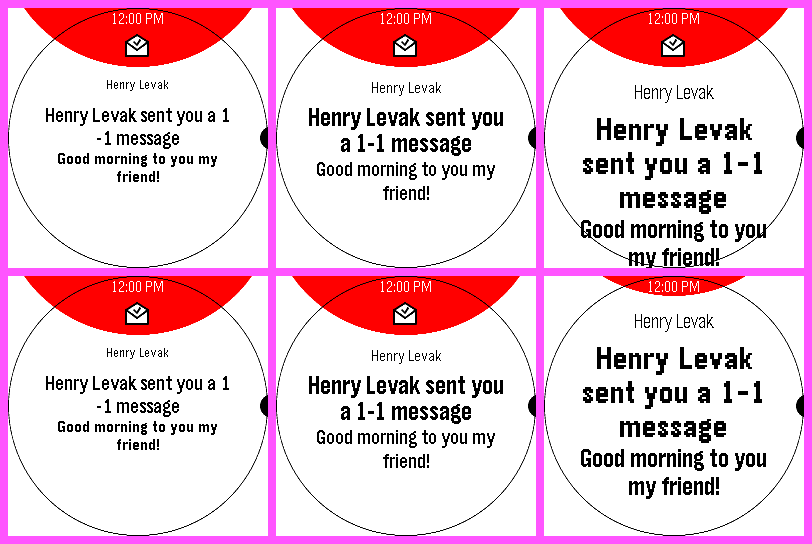 12:00 PM
Henry Levak
Henry Levak sent you a 1
-1 message
Good morning to you my
friend!
12:00 PM
Henry Levak
Henry Levak sent you
a 1-1 message
Good morning to you my
friend!
12:00 PM
Henry Levak
Henry Levak
sent you a 1-1
message
Good morning to you
my friend!
12:00 PM
Henry Levak
Henry Levak sent you a 1
-1 message
Good morning to you my
friend!
12:00 PM
Henry Levak
Henry Levak sent you
a 1-1 message
Good morning to you my
friend!
12:00 PM
Henry Levak
Henry Levak
sent you a 1-1
message
Good morning to you
my friend!